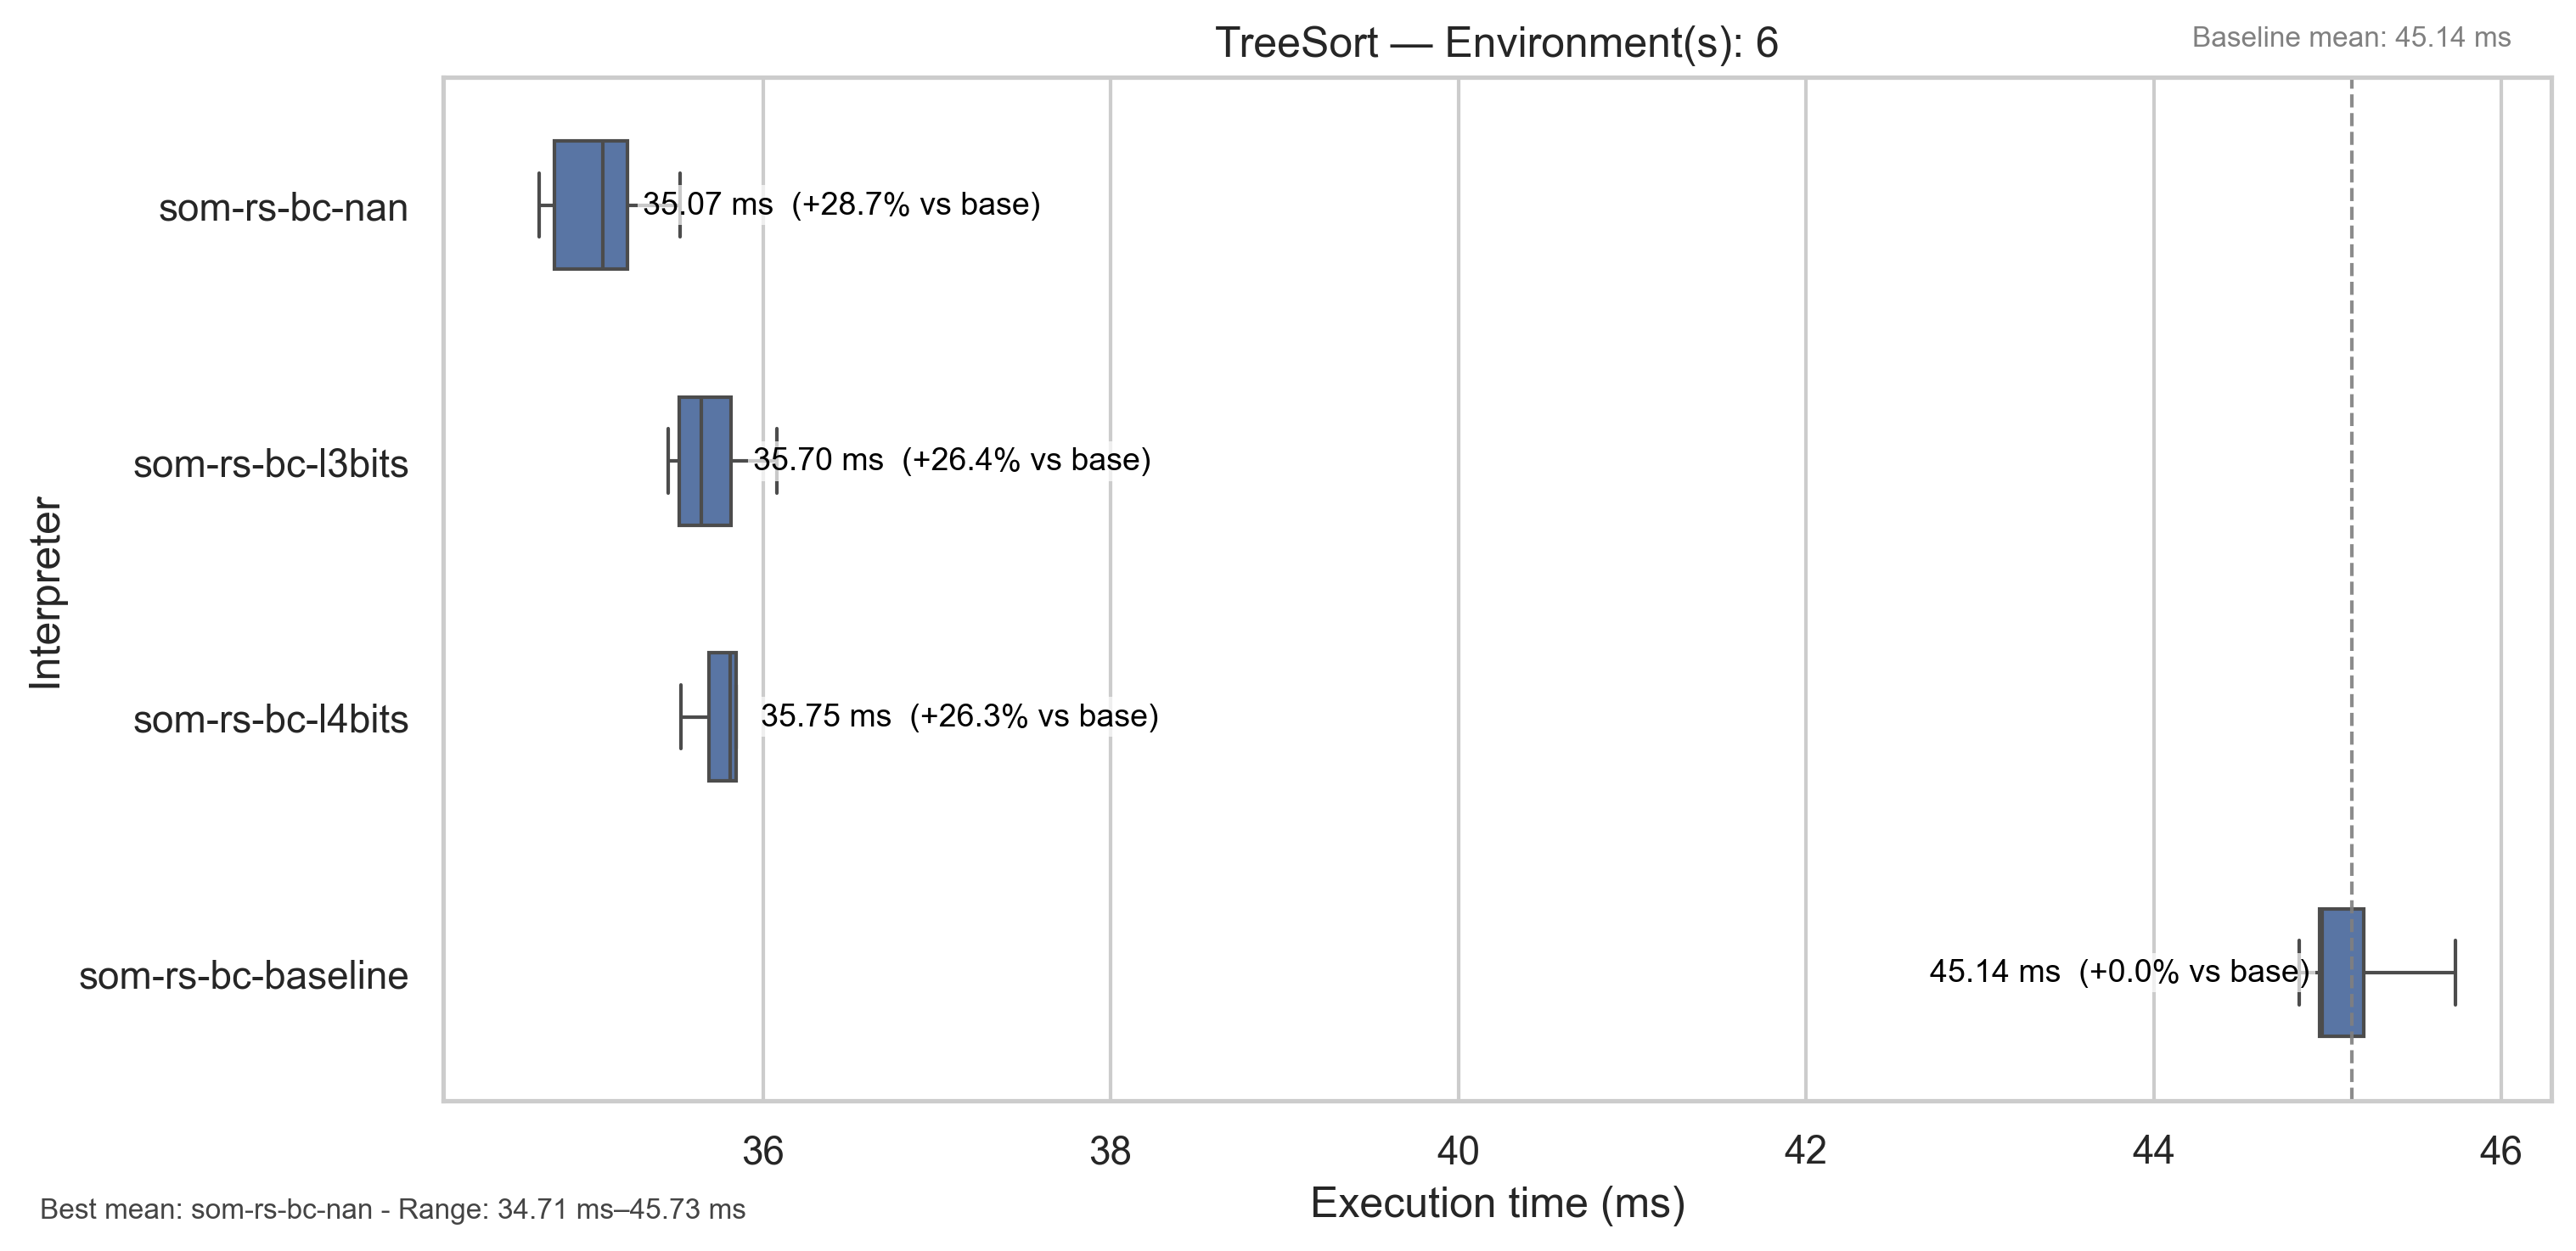 TreeSort — Environment(s): 6
Baseline mean: 45.14 ms
Interpreter
som-rs-bc-nan
35.07 ms (+28.7% vs base)
som-rs-bc-l3bits
35.70 ms (+26.4% vs base)
som-rs-bc-l4bits
35.75 ms (+26.3% vs base)
som-rs-bc-baseline
45.14 ms (+0.0% vs base)
36 38 40 42 44 46
Execution time (ms)
Best mean: som-rs-bc-nan - Range: 34.71 ms–45.73 ms